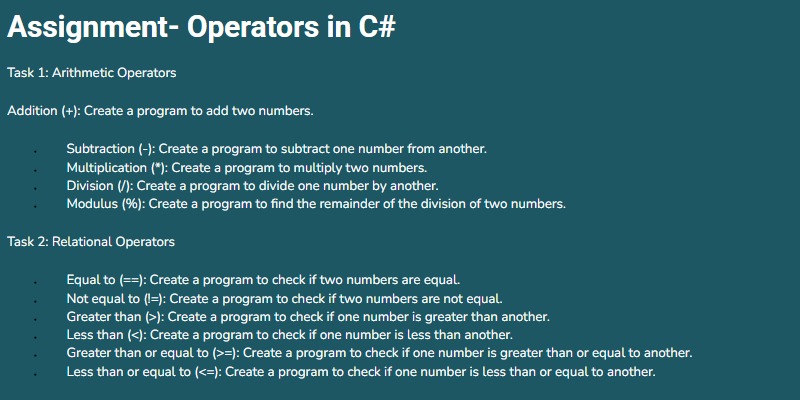 Assignment- Operators in C#
Task 1: Arithmetic Operators
Addition (+): Create a program to add two numbers.
Subtraction (-): Create a program to subtract one number from another.
Multiplication (*): Create a program to multiply two numbers.
Division (/): Create a program to divide one number by another.
Modulus (%): Create a program to find the remainder of the division of two numbers.
Task 2: Relational Operators
Equal to (==): Create a program to check if two numbers are equal.
Not equal to (!=): Create a program to check if two numbers are not equal.
Greater than (>): Create a program to check if one number is greater than another.
Less than (<): Create a program to check if one number is less than another.
Greater than or equal to (>=): Create a program to check if one number is greater than or equal to another.
Less than or equal to (<=): Create a program to check if one number is less than or equal to another.